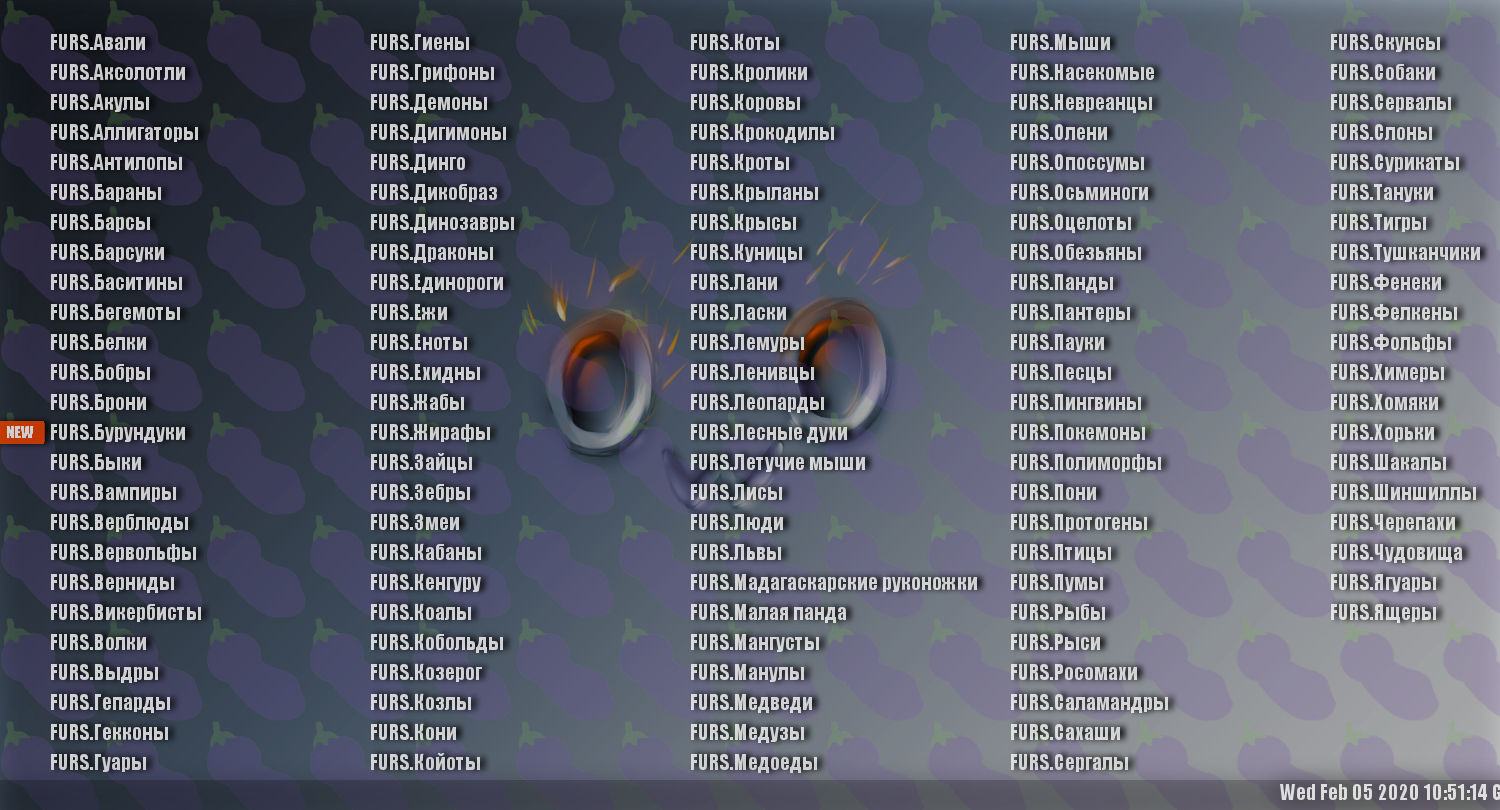 FURS.Авали
FURS.Аксолотли
FURS.Акулы
FURS.Аллигаторы
FURS.Антилопы
FURS.Бараны
FURS.Барсы
FURS.Барсуки
FURS.Баситины
FURS.Бегемоты
FURS.Белки
FURS.Бобры
FURS.Брони
NEW FURS.Бурундуки
FURS.Быки
FURS.Вампиры
FURS.Верблюды
FURS.Вервольфы
FURS.Верниды
FURS.Викербисты
FURS.Волки
FURS.Выдры
FURS.Гепарды
FURS.Гекконы
FURS.Гуары
FURS.Гиены
FURS.Грифоны
FURS.Демоны
FURS.Дигимоны
FURS.Динго
FURS.Дикобраз
FURS.Динозавры
FURS.Драконы
FURS.Единороги
FURS.Ежи
FURS.Еноты
FURS.Ехидны
FURS.Жабы
FURS.Жирафы
FURS.Зайцы
FURS.Зебры
FURS.Змеи
FURS.Кабаны
FURS.Кенгуру
FURS.Коалы
FURS.Кобольды
FURS.Козерог
FURS.Козлы
FURS.Кони
FURS.Койоты
FURS.Коты
FURS.Кролики
FURS.Коровы
FURS.Крокодилы
FURS.Кроты
FURS.Крыланы
FURS.Крысы
FURS.Куницы
FURS.Лани
FURS.Ласки
FURS.Лемуры
FURS.Ленивцы
FURS.Леопарды
FURS.Лесные духи
FURS.Летучие мыши
FURS.Лисы
FURS.Люди
FURS.Львы
FURS.Мадагаскарские руконожки
FURS.Малая панда
FURS.Мангусты
FURS.Манулы
FURS.Медведи
FURS.Медузы
FURS.Медоеды
FURS.Мыши
FURS.Насекомые
FURS.Невреанцы
FURS.Олени
FURS.Опоссумы
FURS.Осьминоги
FURS.Оцелоты
FURS.Обезьяны
FURS.Панды
FURS.Пантеры
FURS.Пауки
FURS.Песцы
FURS.Пингвины
FURS.Покемоны
FURS.Полиморфы
FURS.Пони
FURS.Протогены
FURS.Птицы
FURS.Пумы
FURS.Рыбы
FURS.Рыси
FURS.Росомахи
FURS.Саламандры
FURS.Сахаши
FURS.Сергалы
FURS.Скунсы
FURS.Собаки
FURS.Сервалы
FURS.Слоны
FURS.Сурикаты
FURS.Тануки
FURS.Тигры
FURS.Тушканчики
FURS.Фенеки
FURS.Фелкены
FURS.Фольфы
FURS.Химеры
FURS.Хомяки
FURS.Хорьки
FURS.Шакалы
FURS.Шиншиллы
FURS.Черепахи
FURS.Чудовища
FURS.Ягуары
FURS.Ящеры
Wed Feb 05 2020 10:51:14 G